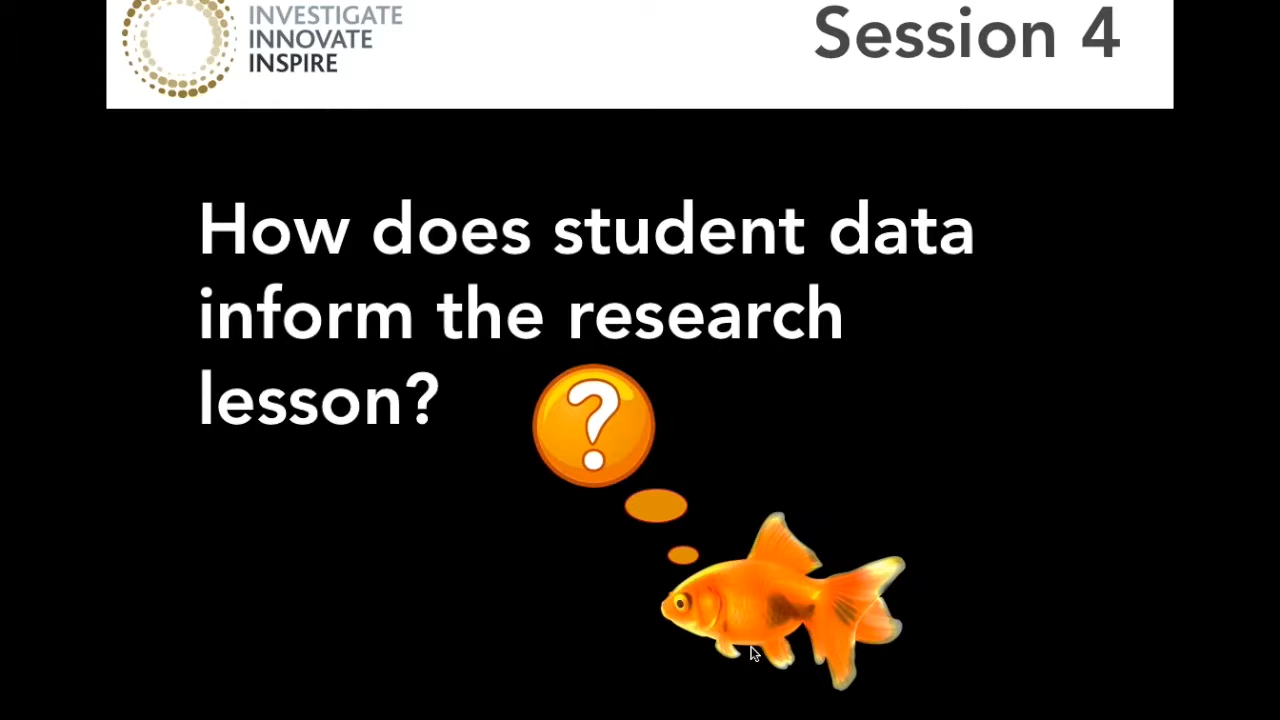 INVESTIGATE
INNOVATE
INSPIRE
Session 4
How does student data
inform the research
lesson?
?